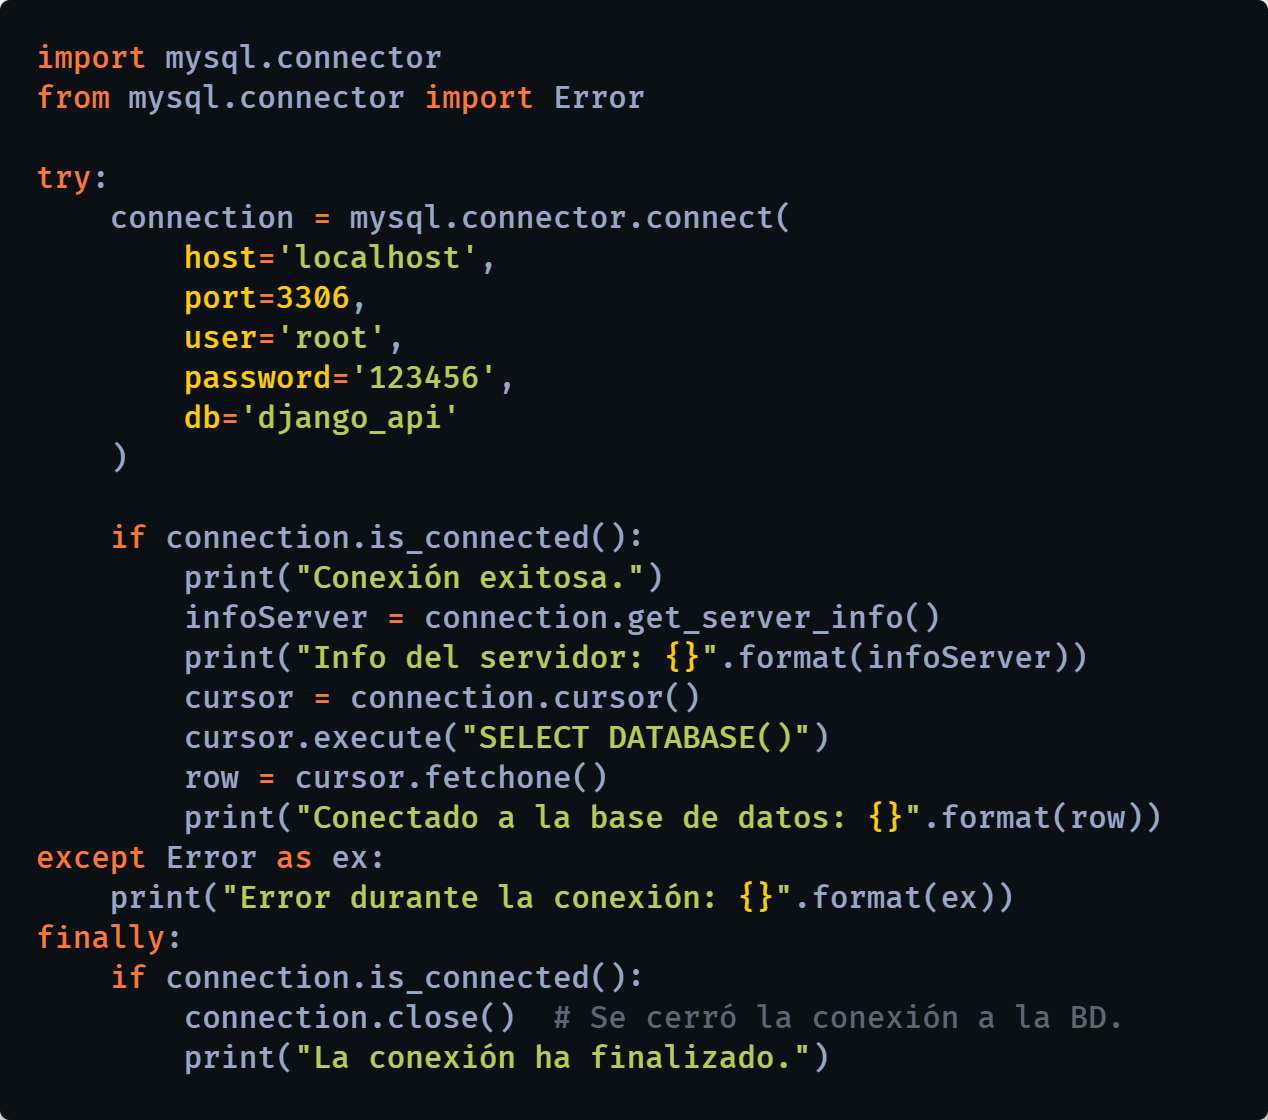 import mysql.connector
from mysql.connector import Error

try:
    connection = mysql.connector.connect(
        host='localhost',
        port=3306,
        user='root',
        password='123456',
        db='django_api'
    )

    if connection.is_connected():
        print("Conexión exitosa.")
        infoServer = connection.get_server_info()
        print("Info del servidor: {}".format(infoServer))
        cursor = connection.cursor()
        cursor.execute("SELECT DATABASE()")
        row = cursor.fetchone()
        print("Conectado a la base de datos: {}".format(row))
except Error as ex:
    print("Error durante la conexión: {}".format(ex))
finally:
    if connection.is_connected():
        connection.close()  # Se cerró la conexión a la BD.
        print("La conexión ha finalizado.")